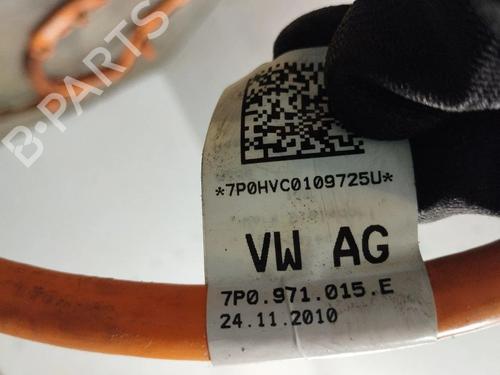 B-PARTS
*7P0HVC0109725U*
VW AG
7P0.971.015.E
24.11.2010